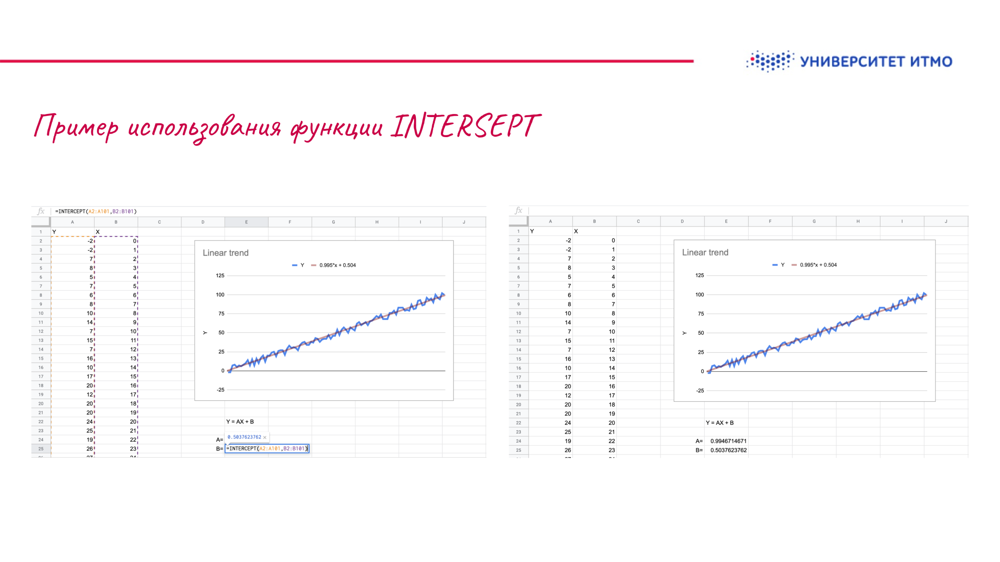 УНИВЕРСИТЕТ ИТМО
Пример использования функции INTERSEPT
fx =INTERCEPT(A2:A101,B2:B101)
A B C D E F G H I J
1 Y X
2 -2 0
3 -2 1
4 7 2
5 8 3
6 5 4
7 7 5
8 6 6
9 8 7
10 10 8
11 14 9
12 7 10
13 15 11
14 7 12
15 16 13
16 10 14
17 17 15
18 20 16
19 12 17
20 20 18
21 20 19
22 24 20 Y = AX + B
23 25 21
24 19 22 A= 0.5037623762 ×
25 26 23 B= =INTERCEPT(A2:A101,B2:B101)
Linear trend
Y 0.995*x + 0.504
125
100
75
50
25
0
-25
Y
fx
A B C D E F G H I J
1 Y X
2 -2 0
3 -2 1
4 7 2
5 8 3
6 5 4
7 7 5
8 6 6
9 8 7
10 10 8
11 14 9
12 7 10
13 15 11
14 7 12
15 16 13
16 10 14
17 17 15
18 20 16
19 12 17
20 20 18
21 20 19
22 24 20 Y = AX + B
23 25 21
24 19 22 A= 0.9946714671
25 26 23 B= 0.5037623762
Linear trend
Y 0.995*x + 0.504
125
100
75
50
25
0
-25
Y